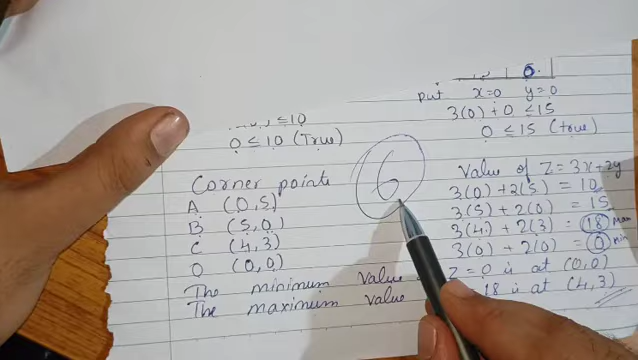 put x=0 y=0
3(0)+0 ≤15
≤10
0 ≤ 10 (True)
0 ≤ 15 (true)
6
Corner points
Value of Z = 3x+2y
A (0,5)
3(0) + 2(5) = 10
B (5,0)
3(5) + 2(0) = 15
C (4,3)
3(4) + 2(3) = 18 Max
O (0,0)
3(0) + 2(0) = 0 min
The minimum value Z = 0 is at (0,0)
The maximum value 18 is at (4,3)